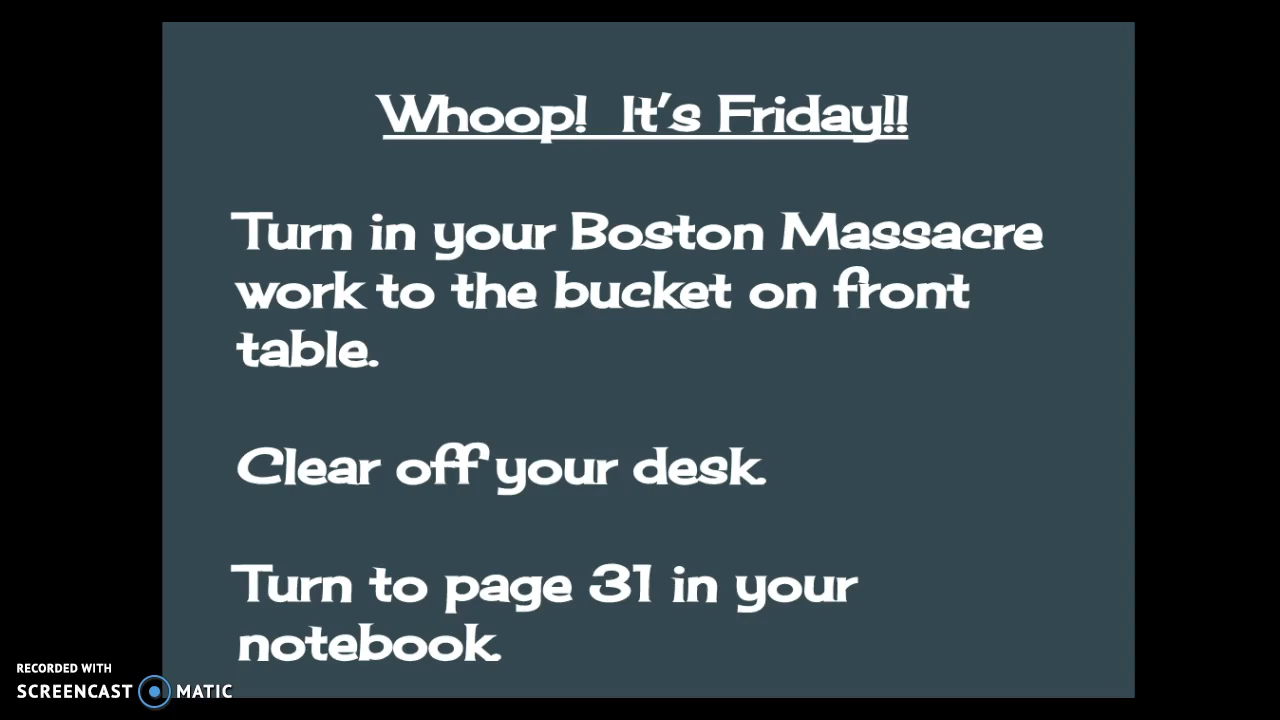 Whoop!  It's Friday!!
Turn in your Boston Massacre
work to the bucket on front
table.
Clear off your desk.
Turn to page 31 in your
notebook.
RECORDED WITH
SCREENCAST MATIC